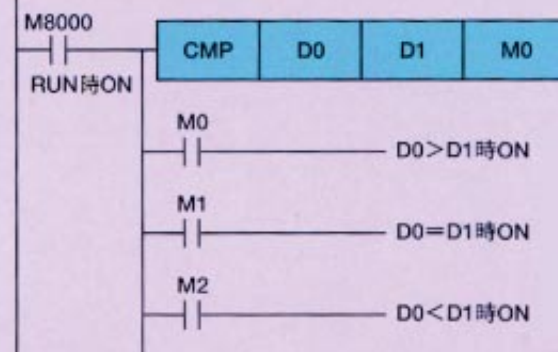 M8000
CMP D0 D1 M0
RUN時ON
M0
D0>D1時ON
M1
D0=D1時ON
M2
D0<D1時ON